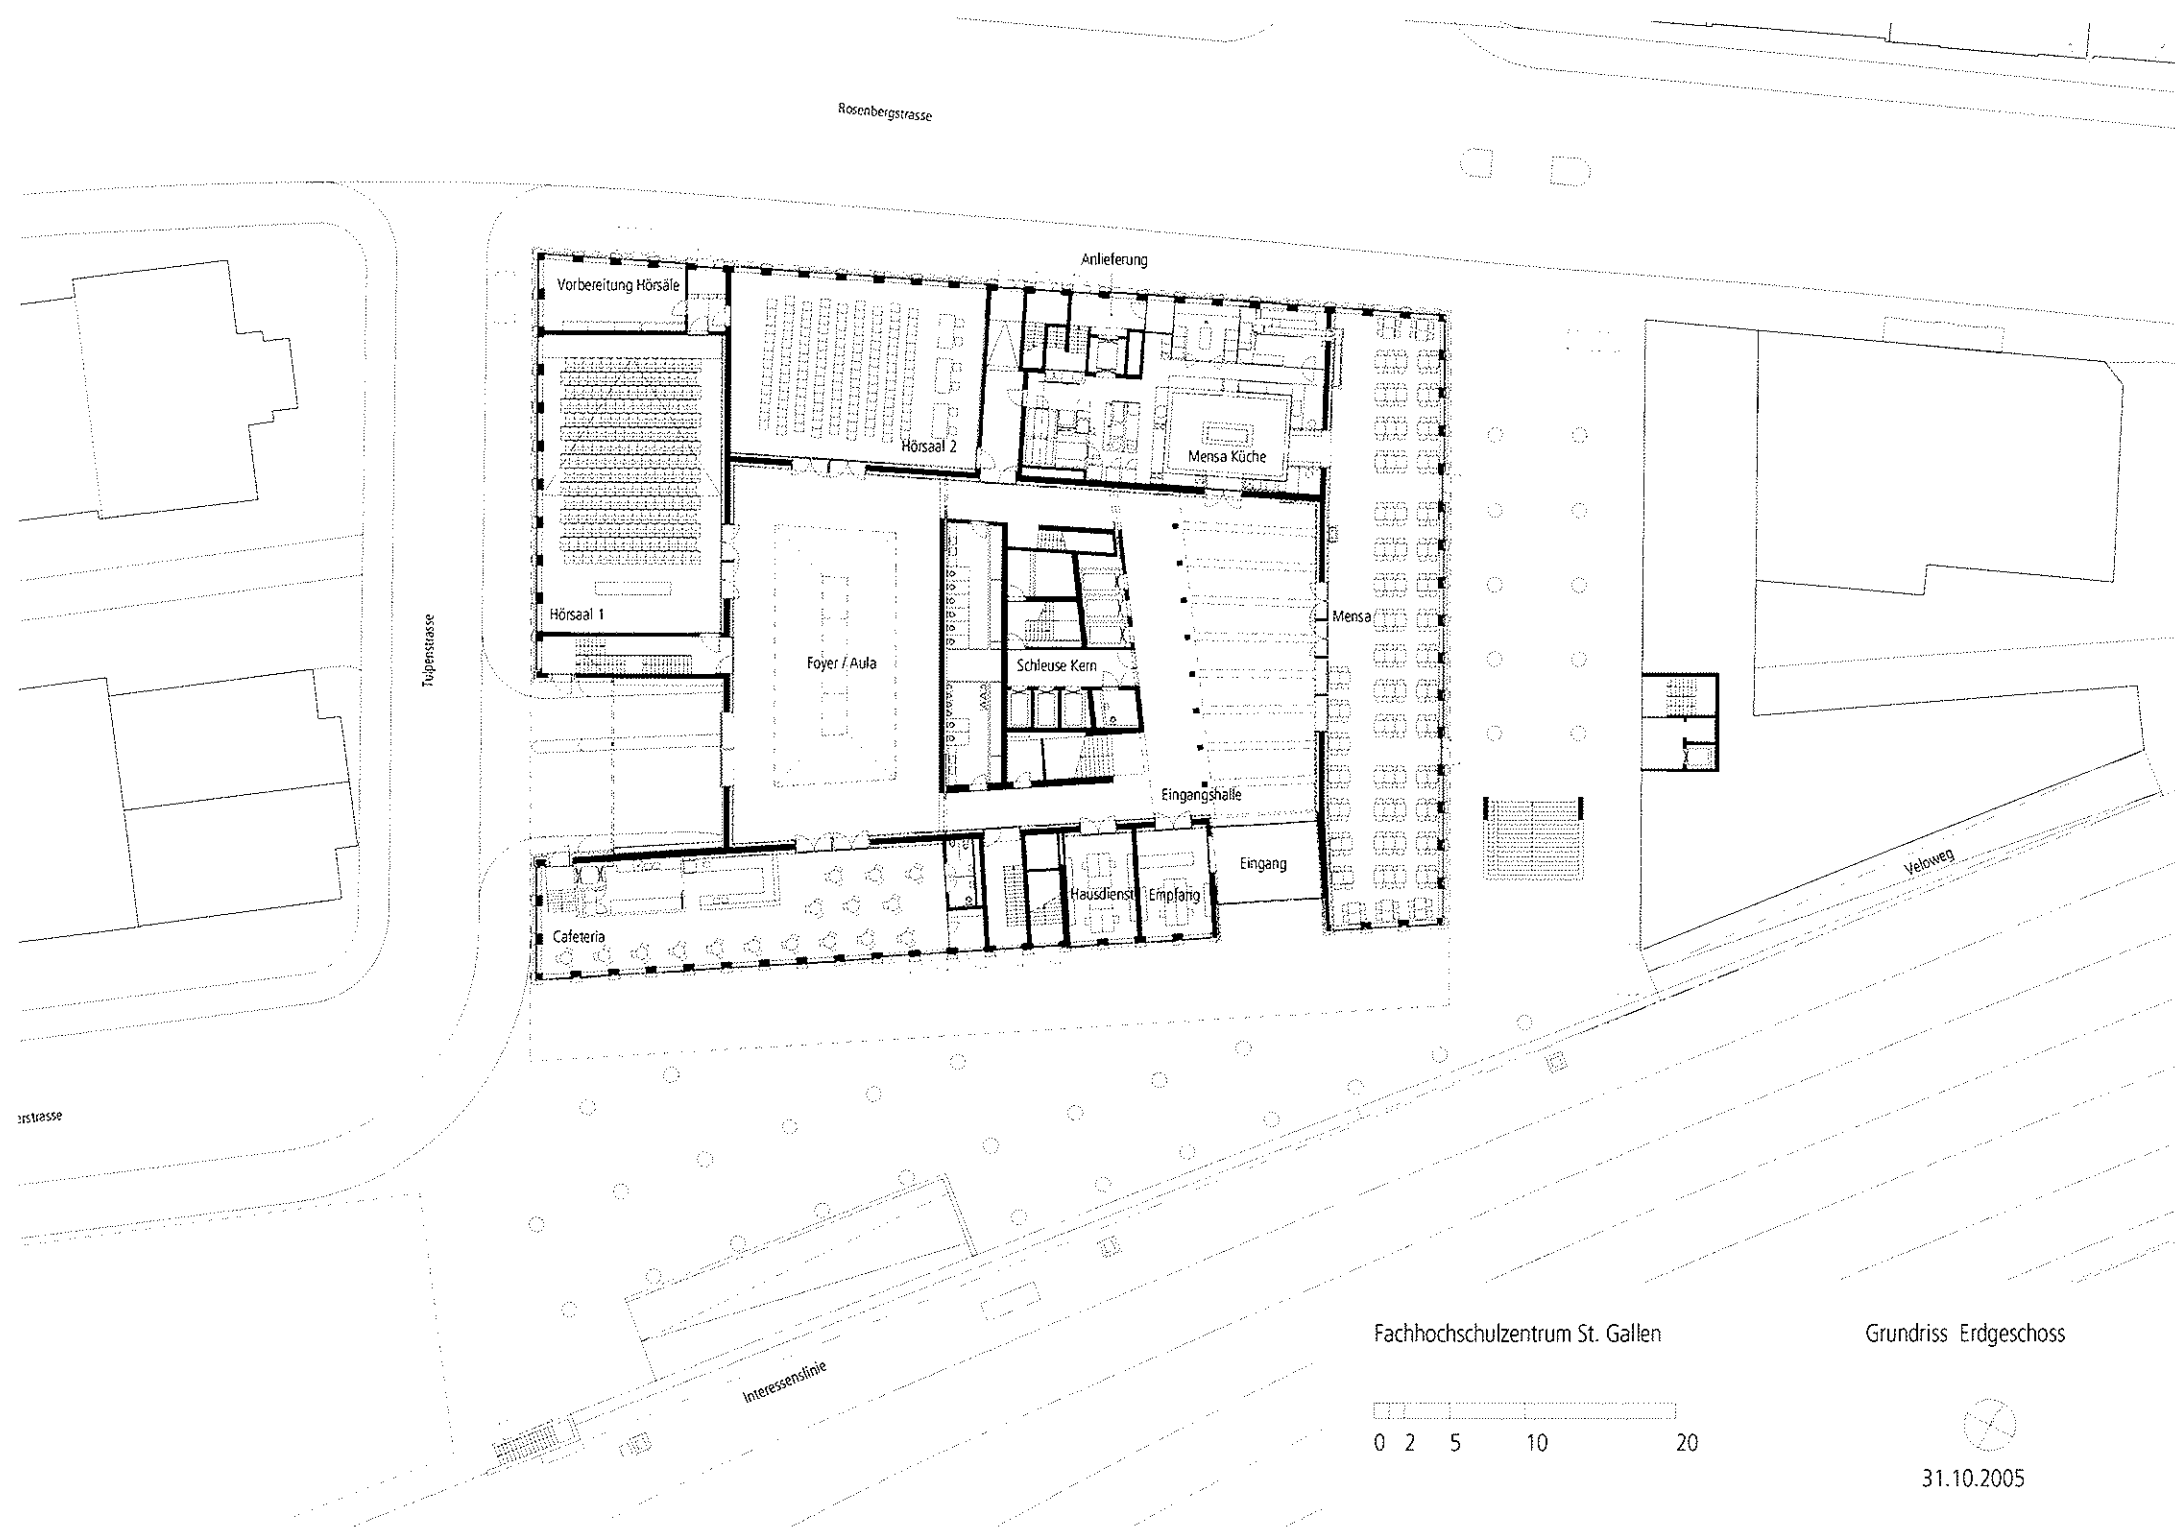 Rosenbergstrasse
Anlieferung
Vorbereitung Hörsäle
Hörsaal 2
Mensa Küche
Hörsaal 1
Mensa
Tulpenstrasse
Foyer / Aula
Schleuse Kern
Eingangshalle
Eingang
Hausdienst
Empfang
Veloweg
Cafeteria
erstrasse
Interessenslinie
Fachhochschulzentrum St. Gallen
Grundriss Erdgeschoss
0 2 5 10 20
31.10.2005